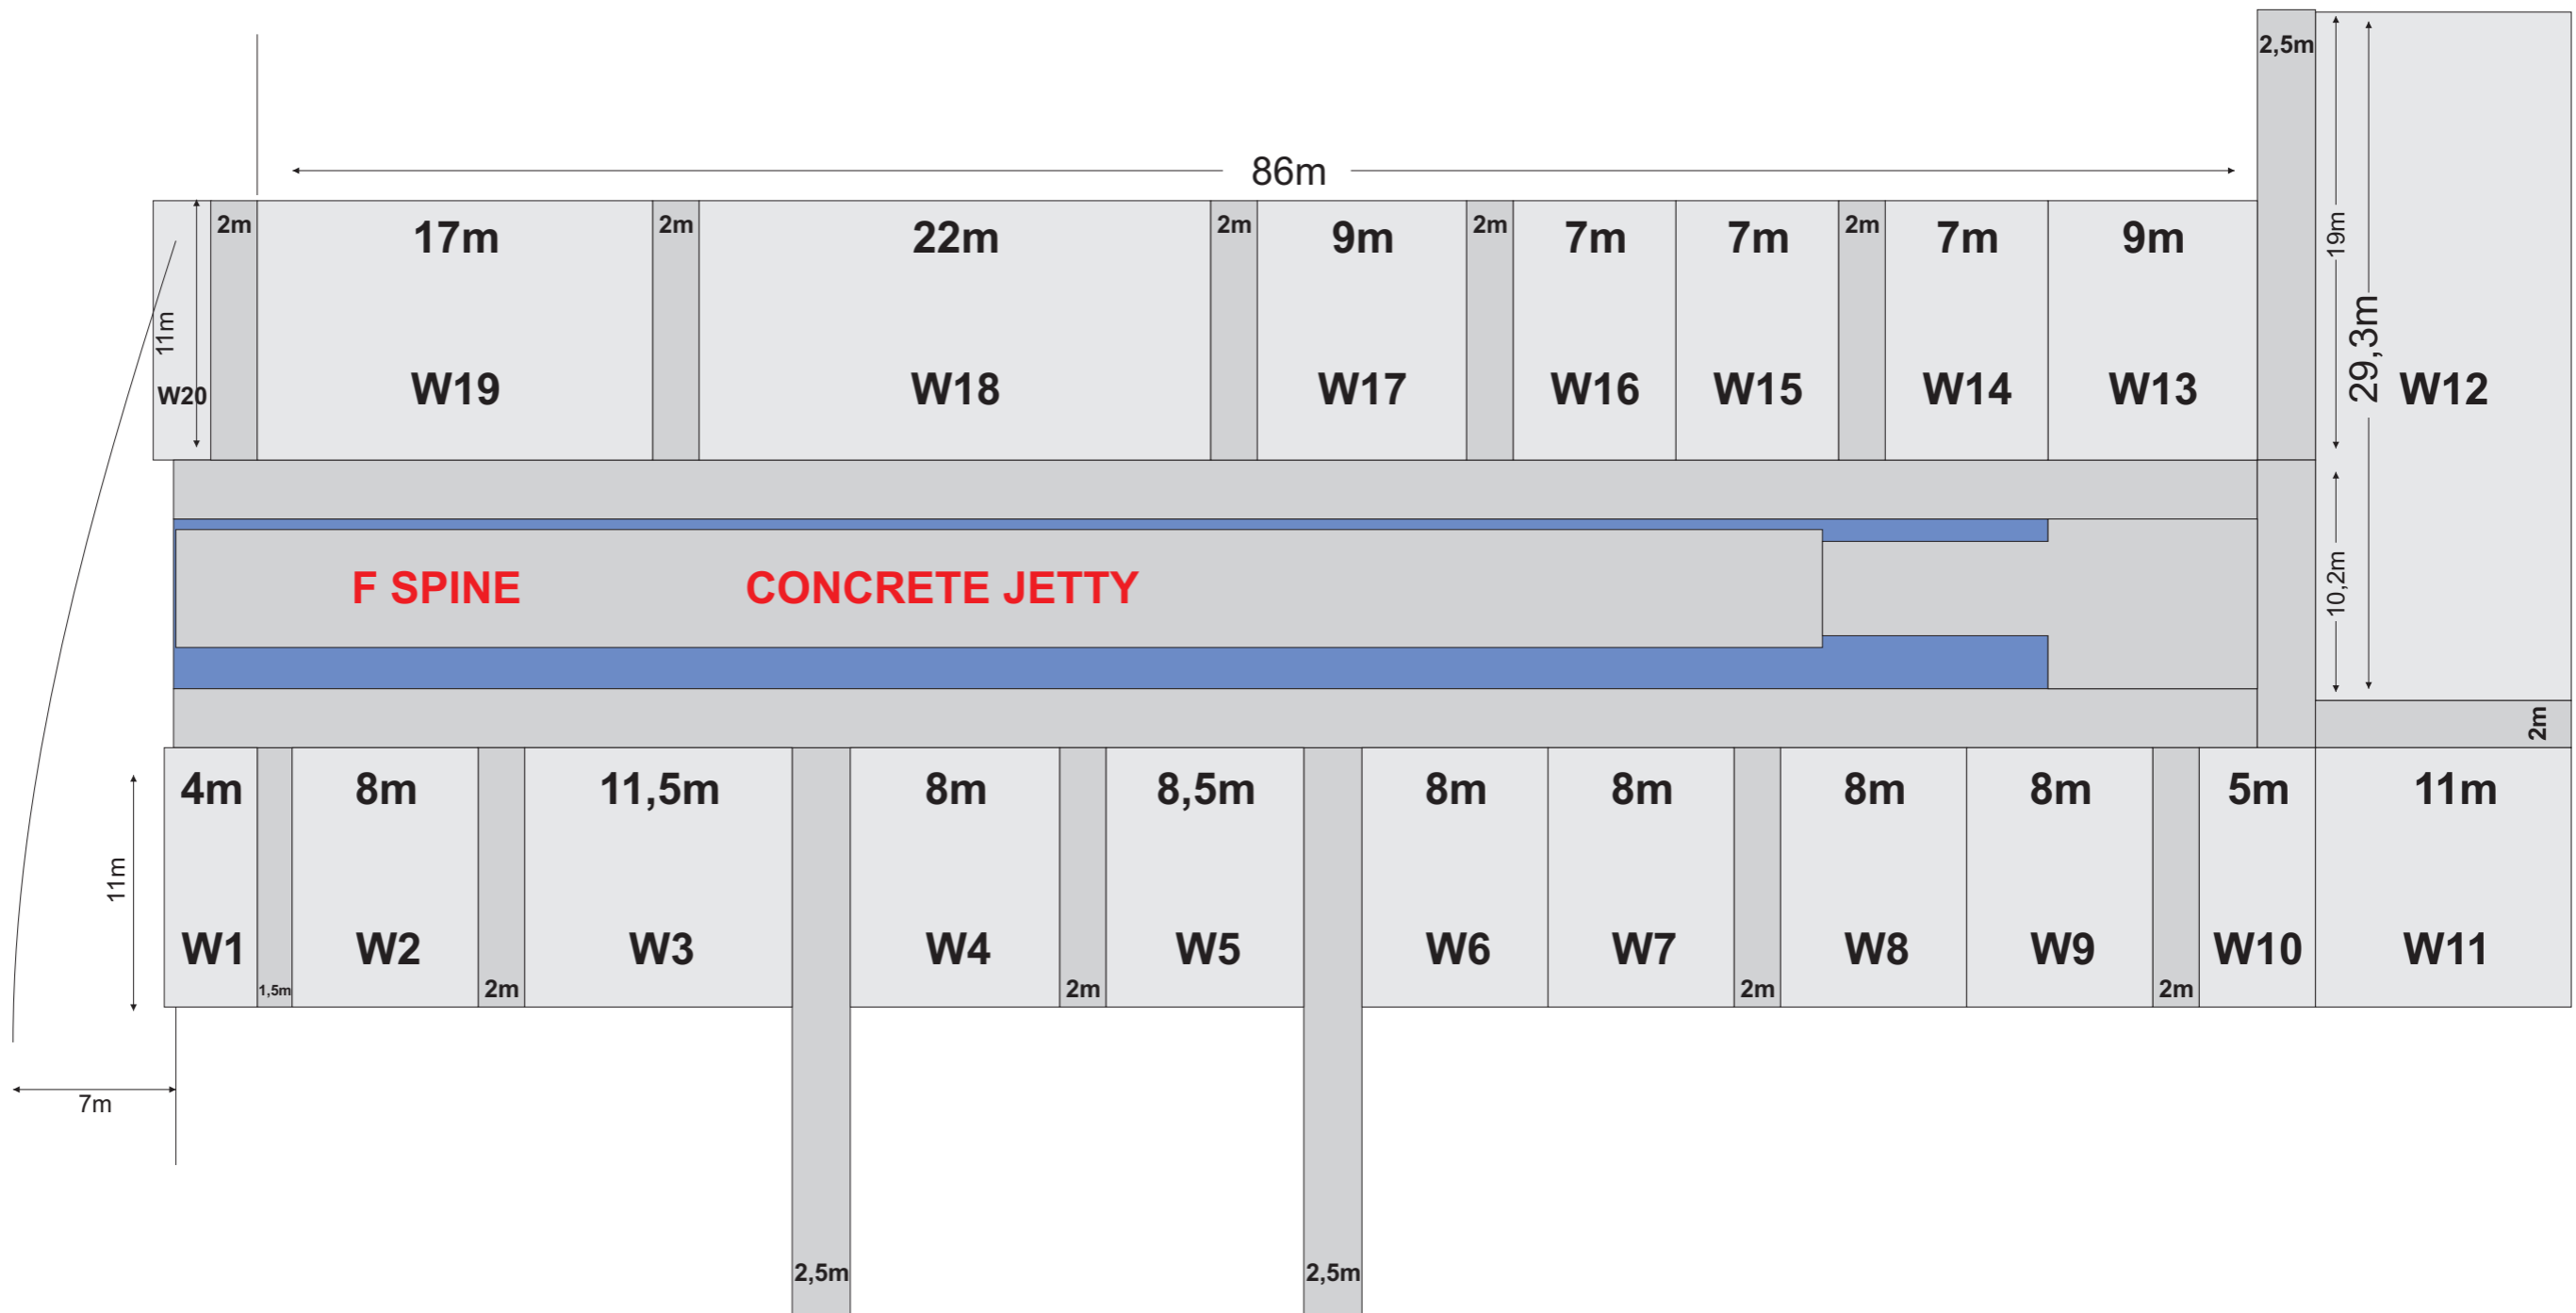 2,5m
86m
2m 17m 2m 22m 2m 9m 2m 7m 7m 2m 7m 9m
19m
11m
29,3m
W20 W19 W18 W17 W16 W15 W14 W13 W12
F SPINE CONCRETE JETTY
10,2m
2m
4m 8m 11,5m 8m 8,5m 8m 8m 8m 8m 5m 11m
11m
W1 W2 W3 W4 W5 W6 W7 W8 W9 W10 W11
1,5m 2m 2m 2m 2m
7m
2,5m 2,5m